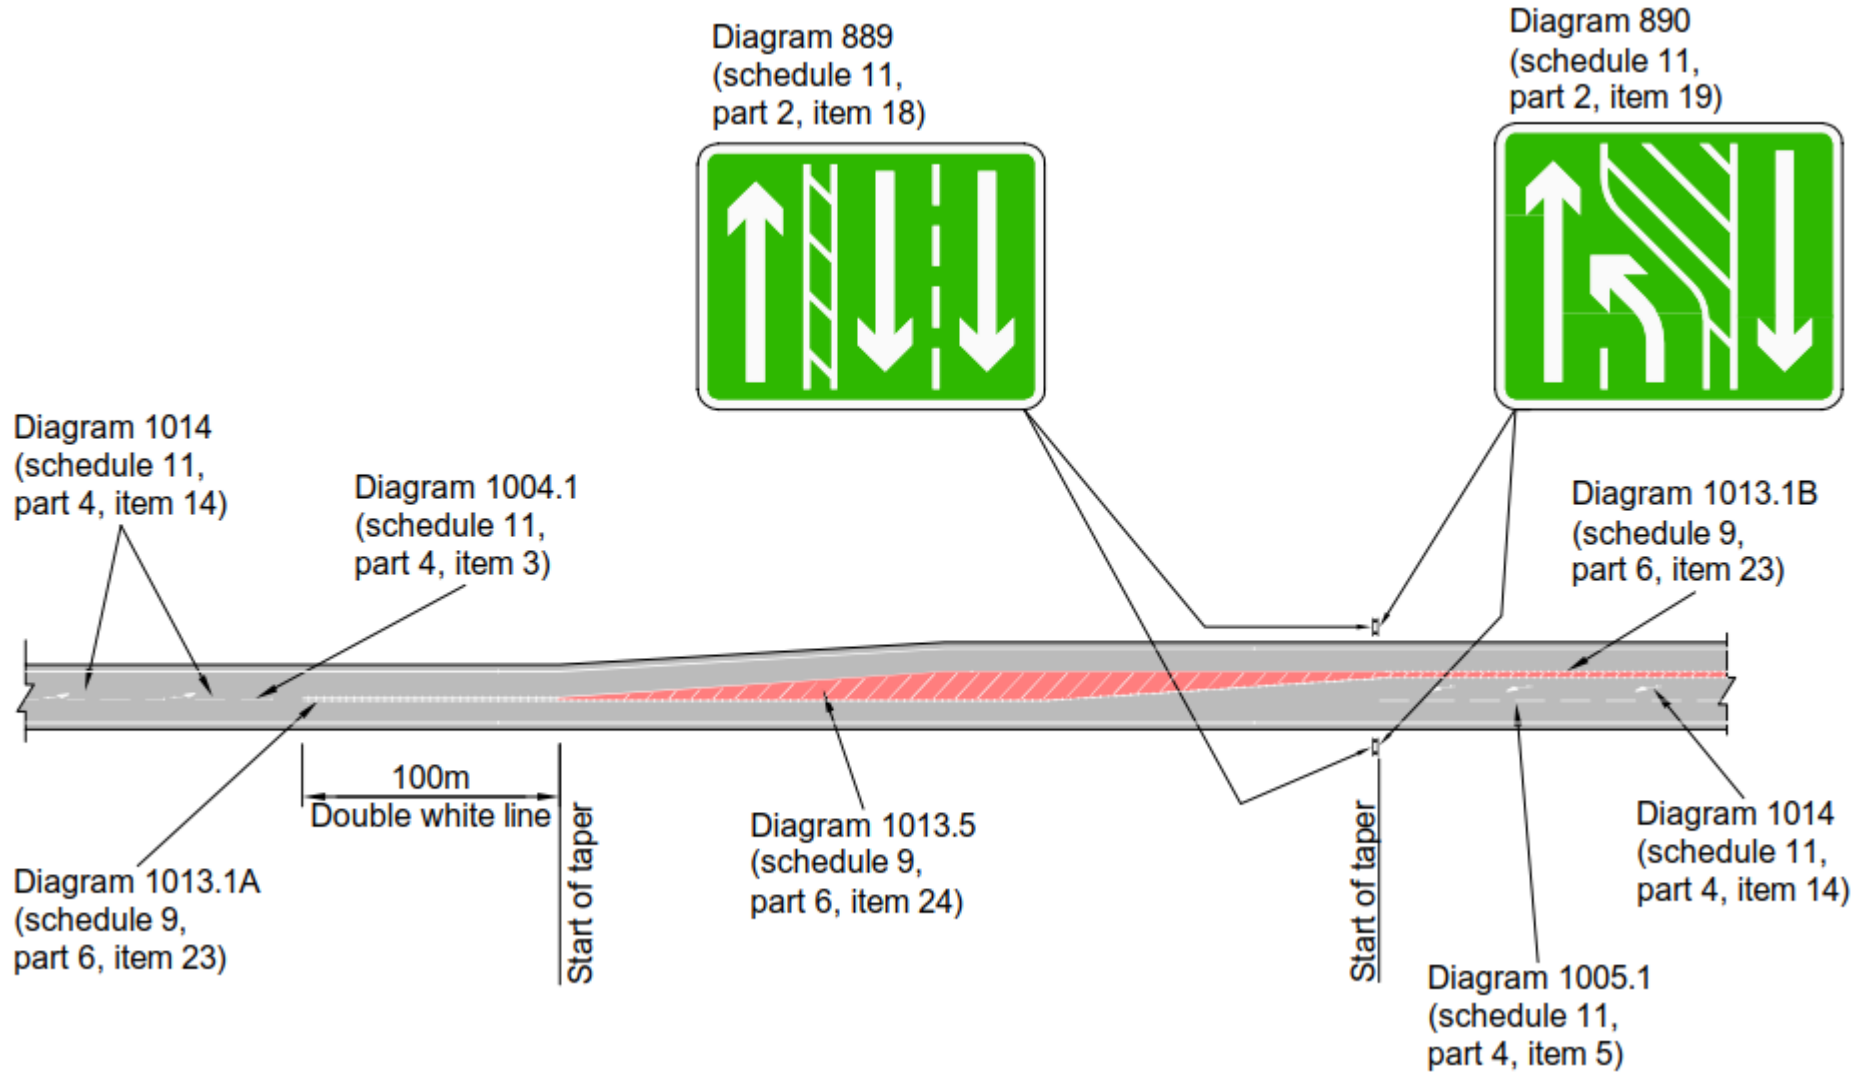 Diagram 889
(schedule 11,
part 2, item 18)
Diagram 890
(schedule 11,
part 2, item 19)
Diagram 1014
(schedule 11,
part 4, item 14)
Diagram 1004.1
(schedule 11,
part 4, item 3)
Diagram 1013.1B
(schedule 9,
part 6, item 23)
100m
Double white line
Start of taper
Diagram 1013.1A
(schedule 9,
part 6, item 23)
Diagram 1013.5
(schedule 9,
part 6, item 24)
Start of taper
Diagram 1014
(schedule 11,
part 4, item 14)
Diagram 1005.1
(schedule 11,
part 4, item 5)